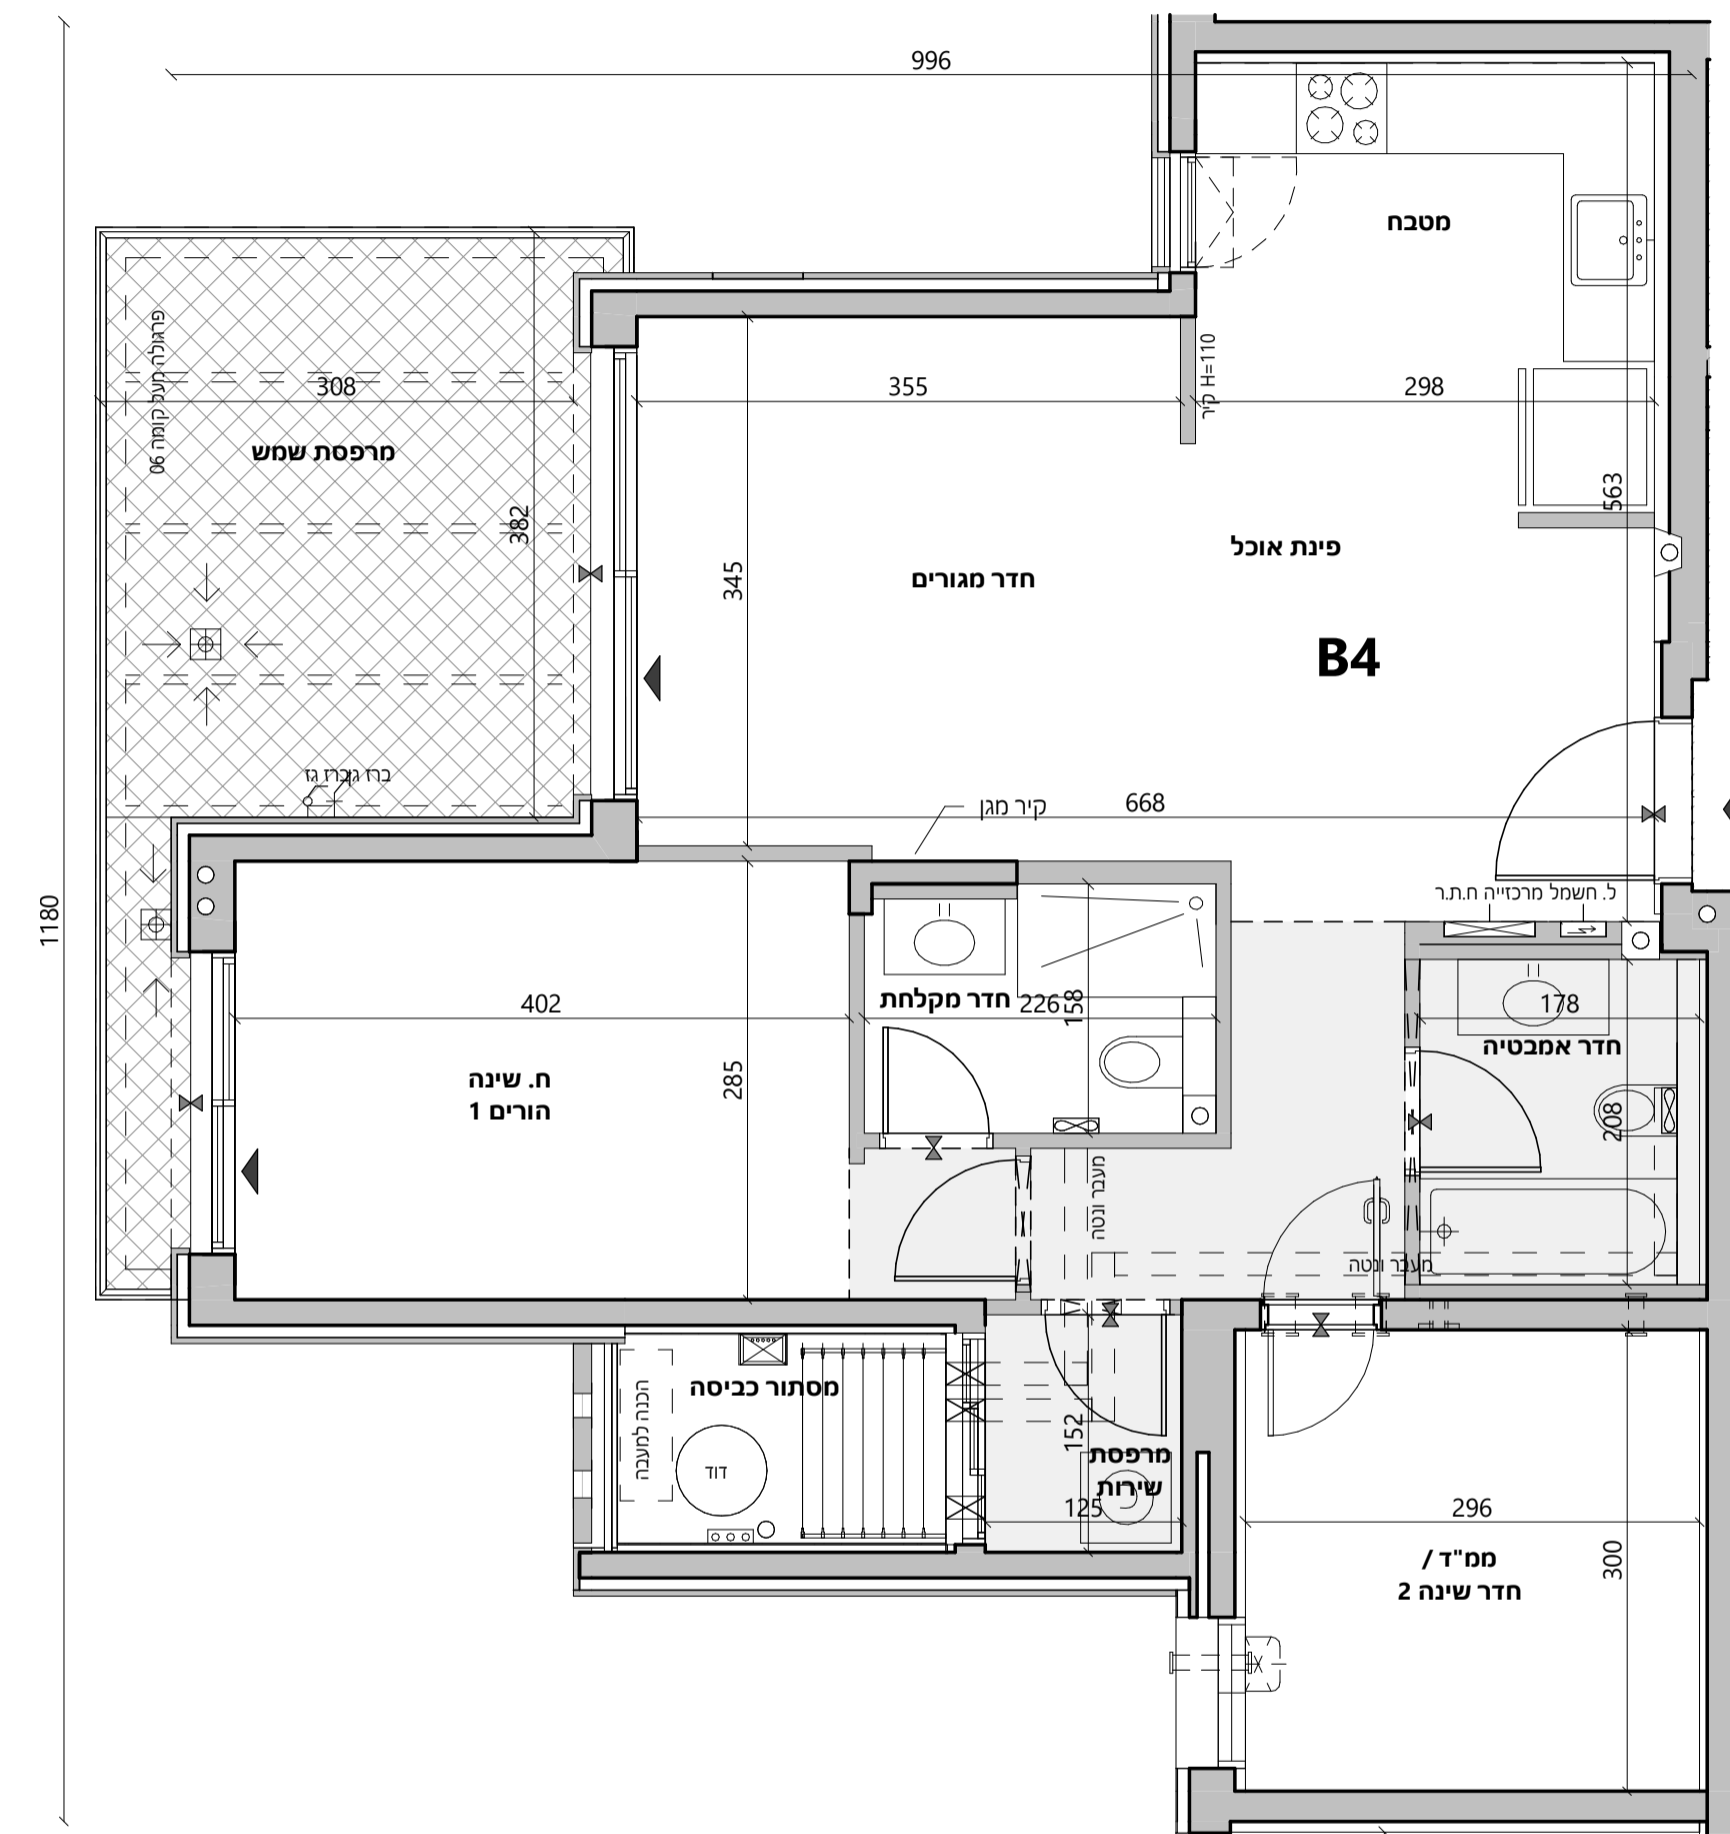 996
מטבח
פרגולה מעל קומה 06
308
355
קיר H=110
298
מרפסת שמש
382
563
פינת אוכל
חדר מגורים
345
B4
ברז גן
ברז גז
קיר מגן
668
ל. חשמל מרכזייה ח.ת.ר
1180
402
חדר מקלחת
226
158
178
חדר אמבטיה
ח. שינה
הורים 1
285
208
מעבר ונטה
מעבר ונטה
מסתור כביסה
הכנה למעבה
דוד
152
מרפסת
שירות
125
296
ממ"ד /
חדר שינה 2
300